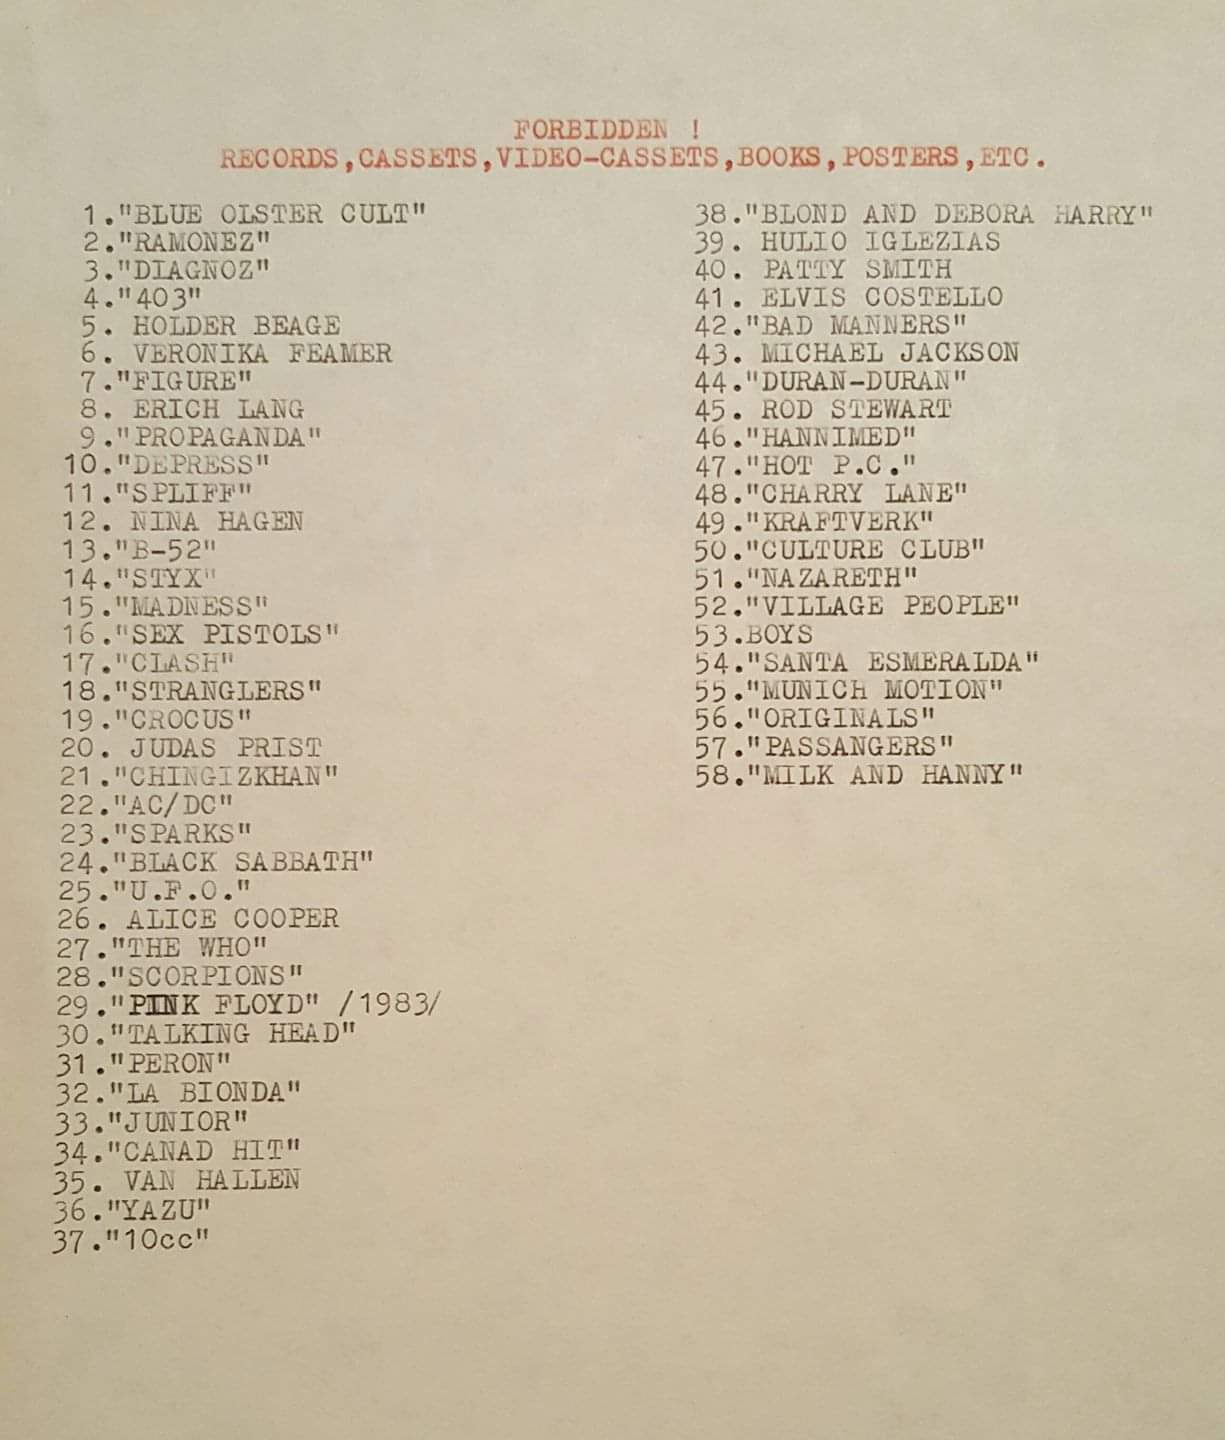 FORBIDDEN !
RECORDS,CASSETS,VIDEO-CASSETS,BOOKS,POSTERS,ETC.
1."BLUE OLSTER CULT"
2."RAMONEZ"
3."DIAGNOZ"
4."403"
5. HOLDER BEAGE
6. VERONIKA FEAMER
7."FIGURE"
8. ERICH LANG
9."PROPAGANDA"
10."DEPRESS"
11."SPLIFF"
12. NINA HAGEN
13."B-52"
14."STYX"
15."MADNESS"
16."SEX PISTOLS"
17."CLASH"
18."STRANGLERS"
19."CROCUS"
20. JUDAS PRIST
21."CHINGIZKHAN"
22."AC/DC"
23."SPARKS"
24."BLACK SABBATH"
25."U.F.O."
26. ALICE COOPER
27."THE WHO"
28."SCORPIONS"
29."PINK FLOYD" /1983/
30."TALKING HEAD"
31."PERON"
32."LA BIONDA"
33."JUNIOR"
34."CANAD HIT"
35. VAN HALLEN
36."YAZU"
37."10cc"
38."BLOND AND DEBORA HARRY"
39. HULIO IGLEZIAS
40. PATTY SMITH
41. ELVIS COSTELLO
42."BAD MANNERS"
43. MICHAEL JACKSON
44."DURAN-DURAN"
45. ROD STEWART
46."HANNIMED"
47."HOT P.C."
48."CHARRY LANE"
49."KRAFTVERK"
50."CULTURE CLUB"
51."NAZARETH"
52."VILLAGE PEOPLE"
53.BOYS
54."SANTA ESMERALDA"
55."MUNICH MOTION"
56."ORIGINALS"
57."PASSANGERS"
58."MILK AND HANNY"